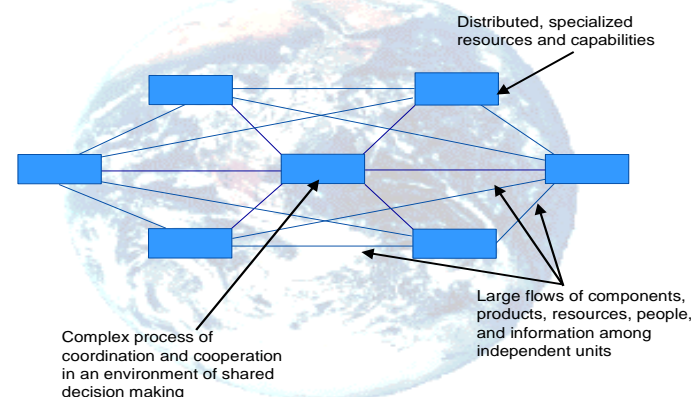 Distributed, specialized
resources and capabilities
Large flows of components,
products, resources, people,
and information among
independent units
Complex process of
coordination and cooperation
in an environment of shared
decision making